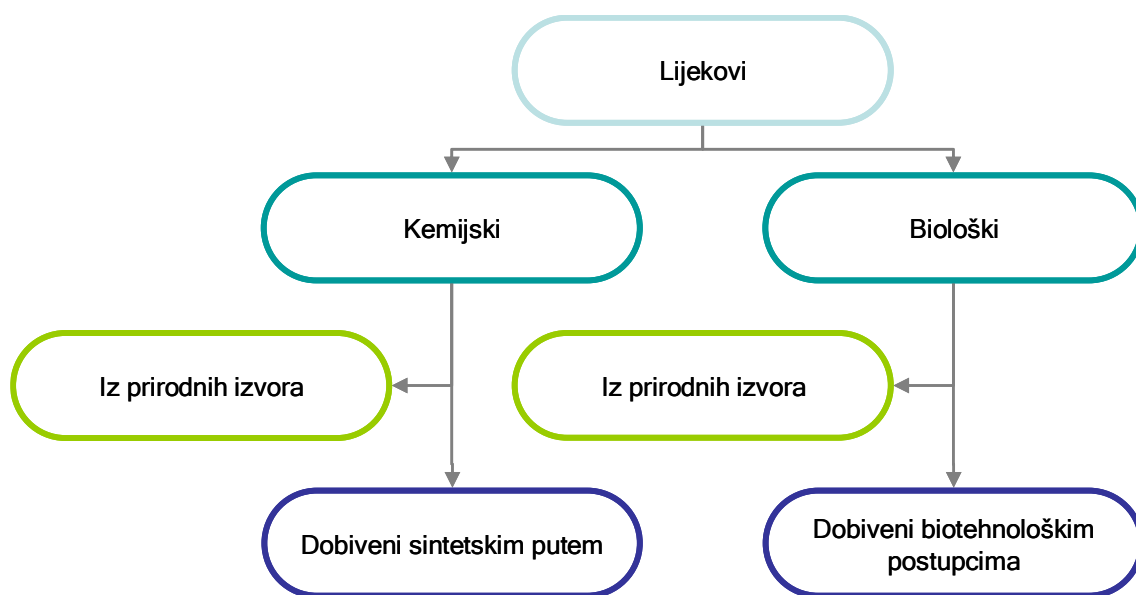 Lijekovi
Kemijski
Biološki
Iz prirodnih izvora
Iz prirodnih izvora
Dobiveni sintetskim putem
Dobiveni biotehnološkim
postupcima